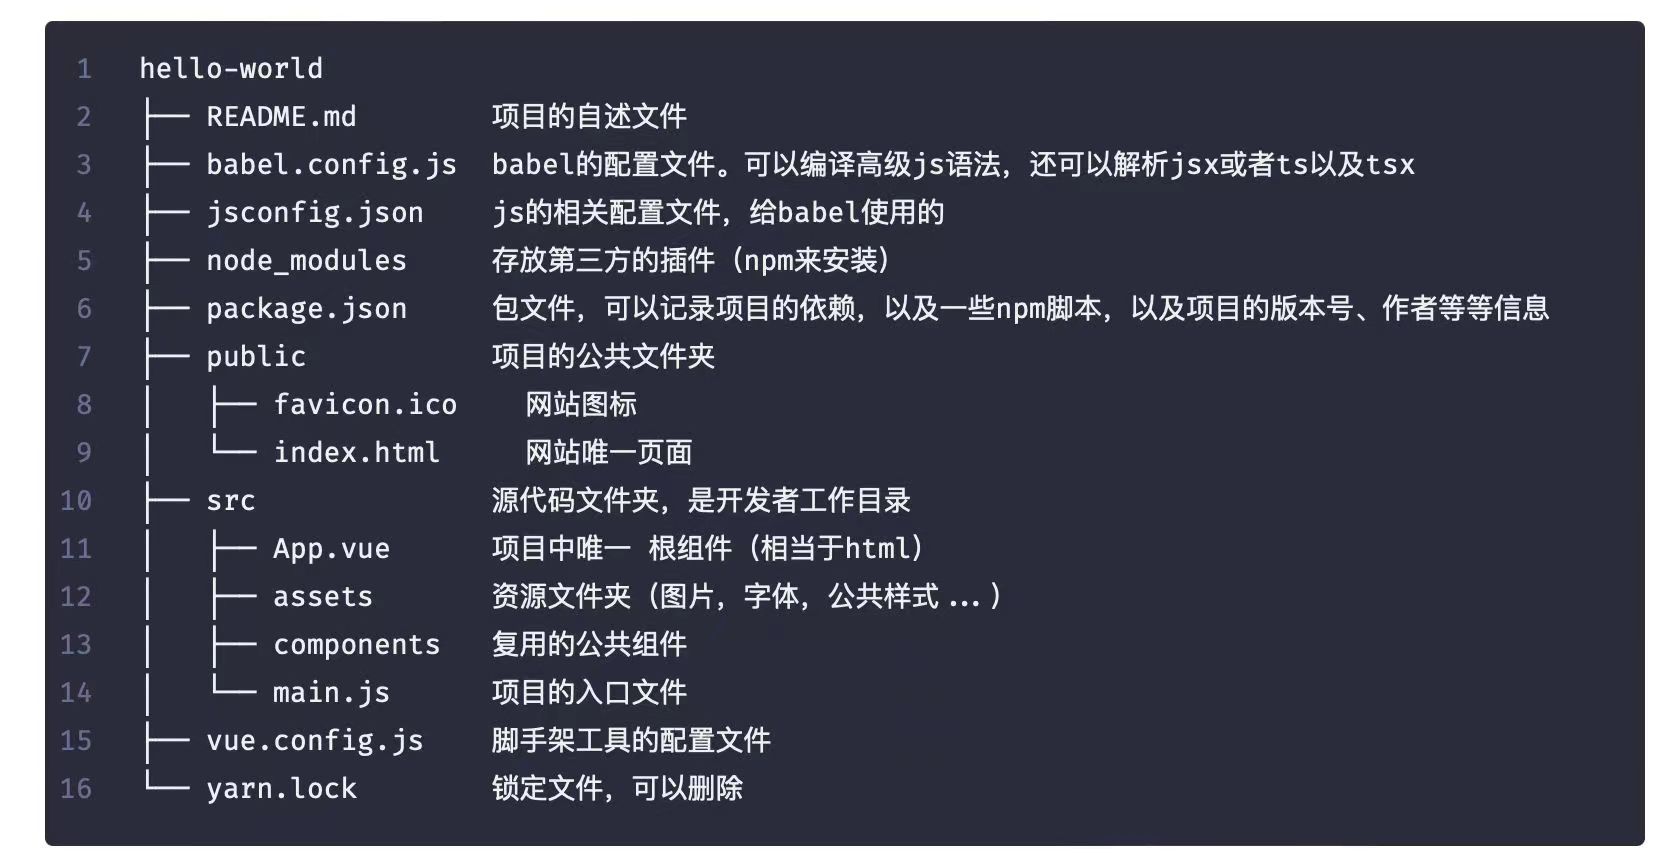 1 hello-world
2 ├── README.md 项目的自述文件
3 ├── babel.config.js babel的配置文件。可以编译高级js语法，还可以解析jsx或者ts以及tsx
4 ├── jsconfig.json js的相关配置文件，给babel使用的
5 ├── node_modules 存放第三方的插件（npm来安装）
6 ├── package.json 包文件，可以记录项目的依赖，以及一些npm脚本，以及项目的版本号、作者等等信息
7 ├── public 项目的公共文件夹
8 │   ├── favicon.ico 网站图标
9 │   └── index.html 网站唯一页面
10 ├── src 源代码文件夹，是开发者工作目录
11 │   ├── App.vue 项目中唯一 根组件（相当于html）
12 │   ├── assets 资源文件夹（图片，字体，公共样式...）
13 │   ├── components 复用的公共组件
14 │   └── main.js 项目的入口文件
15 ├── vue.config.js 脚手架工具的配置文件
16 └── yarn.lock 锁定文件，可以删除